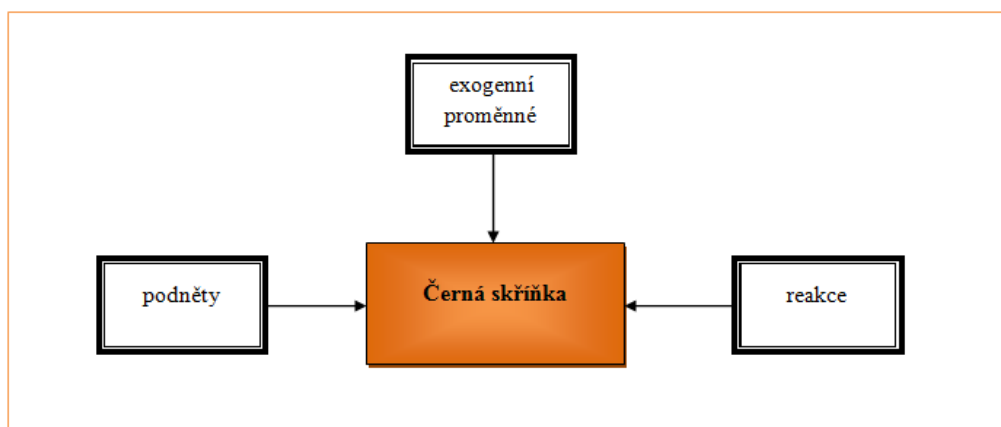 exogenní
proměnné
podněty
Černá skříňka
reakce